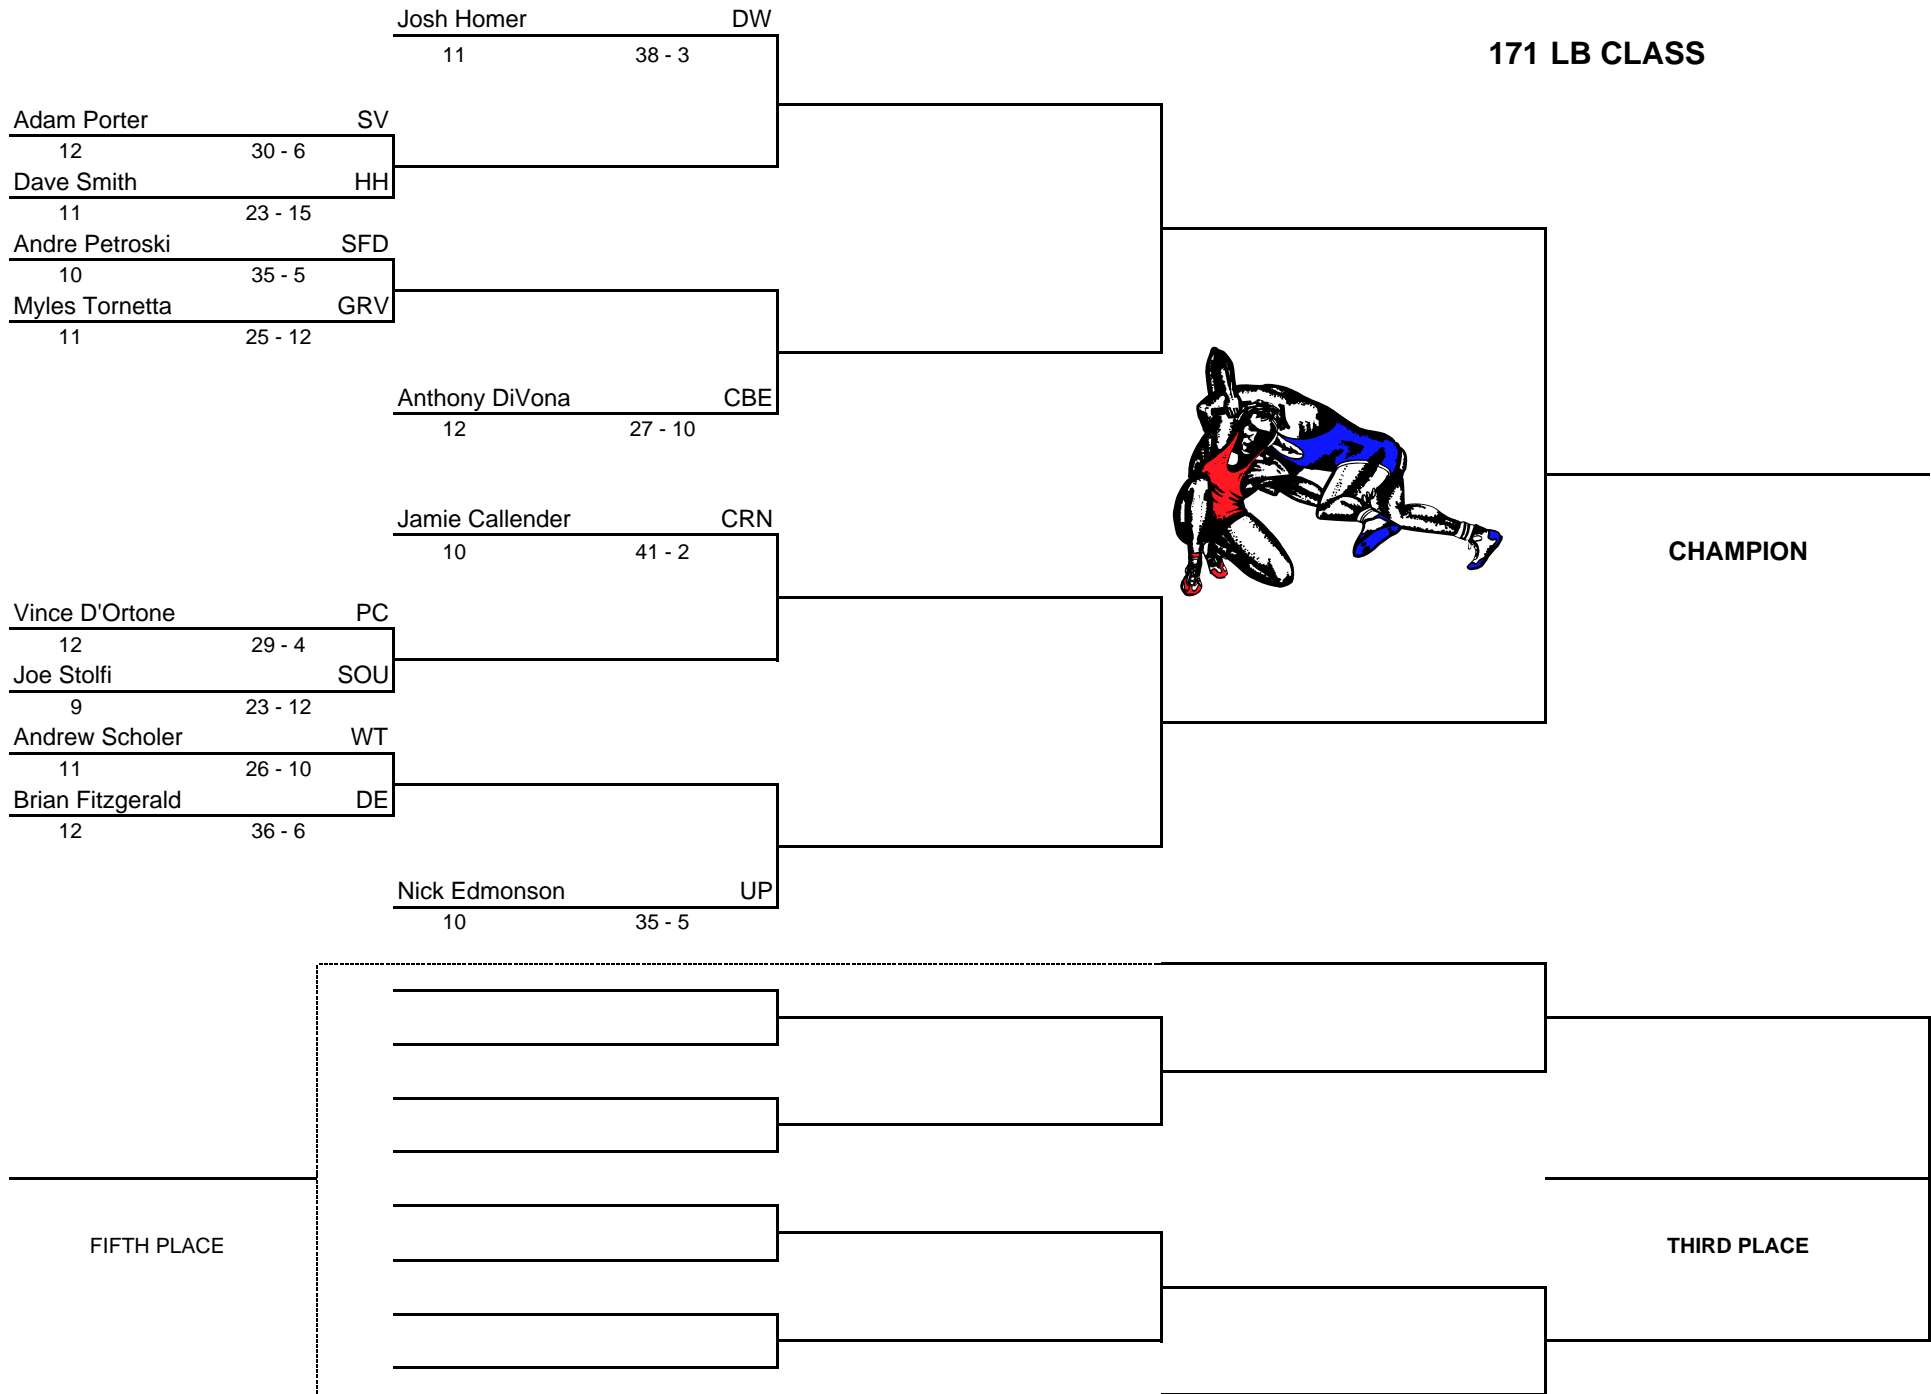 Josh Homer DW
11 38 - 3
171 LB CLASS
Adam Porter SV
12 30 - 6
Dave Smith HH
11 23 - 15
Andre Petroski SFD
10 35 - 5
Myles Tornetta GRV
11 25 - 12
Anthony DiVona CBE
12 27 - 10
Jamie Callender CRN
10 41 - 2
CHAMPION
Vince D'Ortone PC
12 29 - 4
Joe Stolfi SOU
9 23 - 12
Andrew Scholer WT
11 26 - 10
Brian Fitzgerald DE
12 36 - 6
Nick Edmonson UP
10 35 - 5
FIFTH PLACE
THIRD PLACE